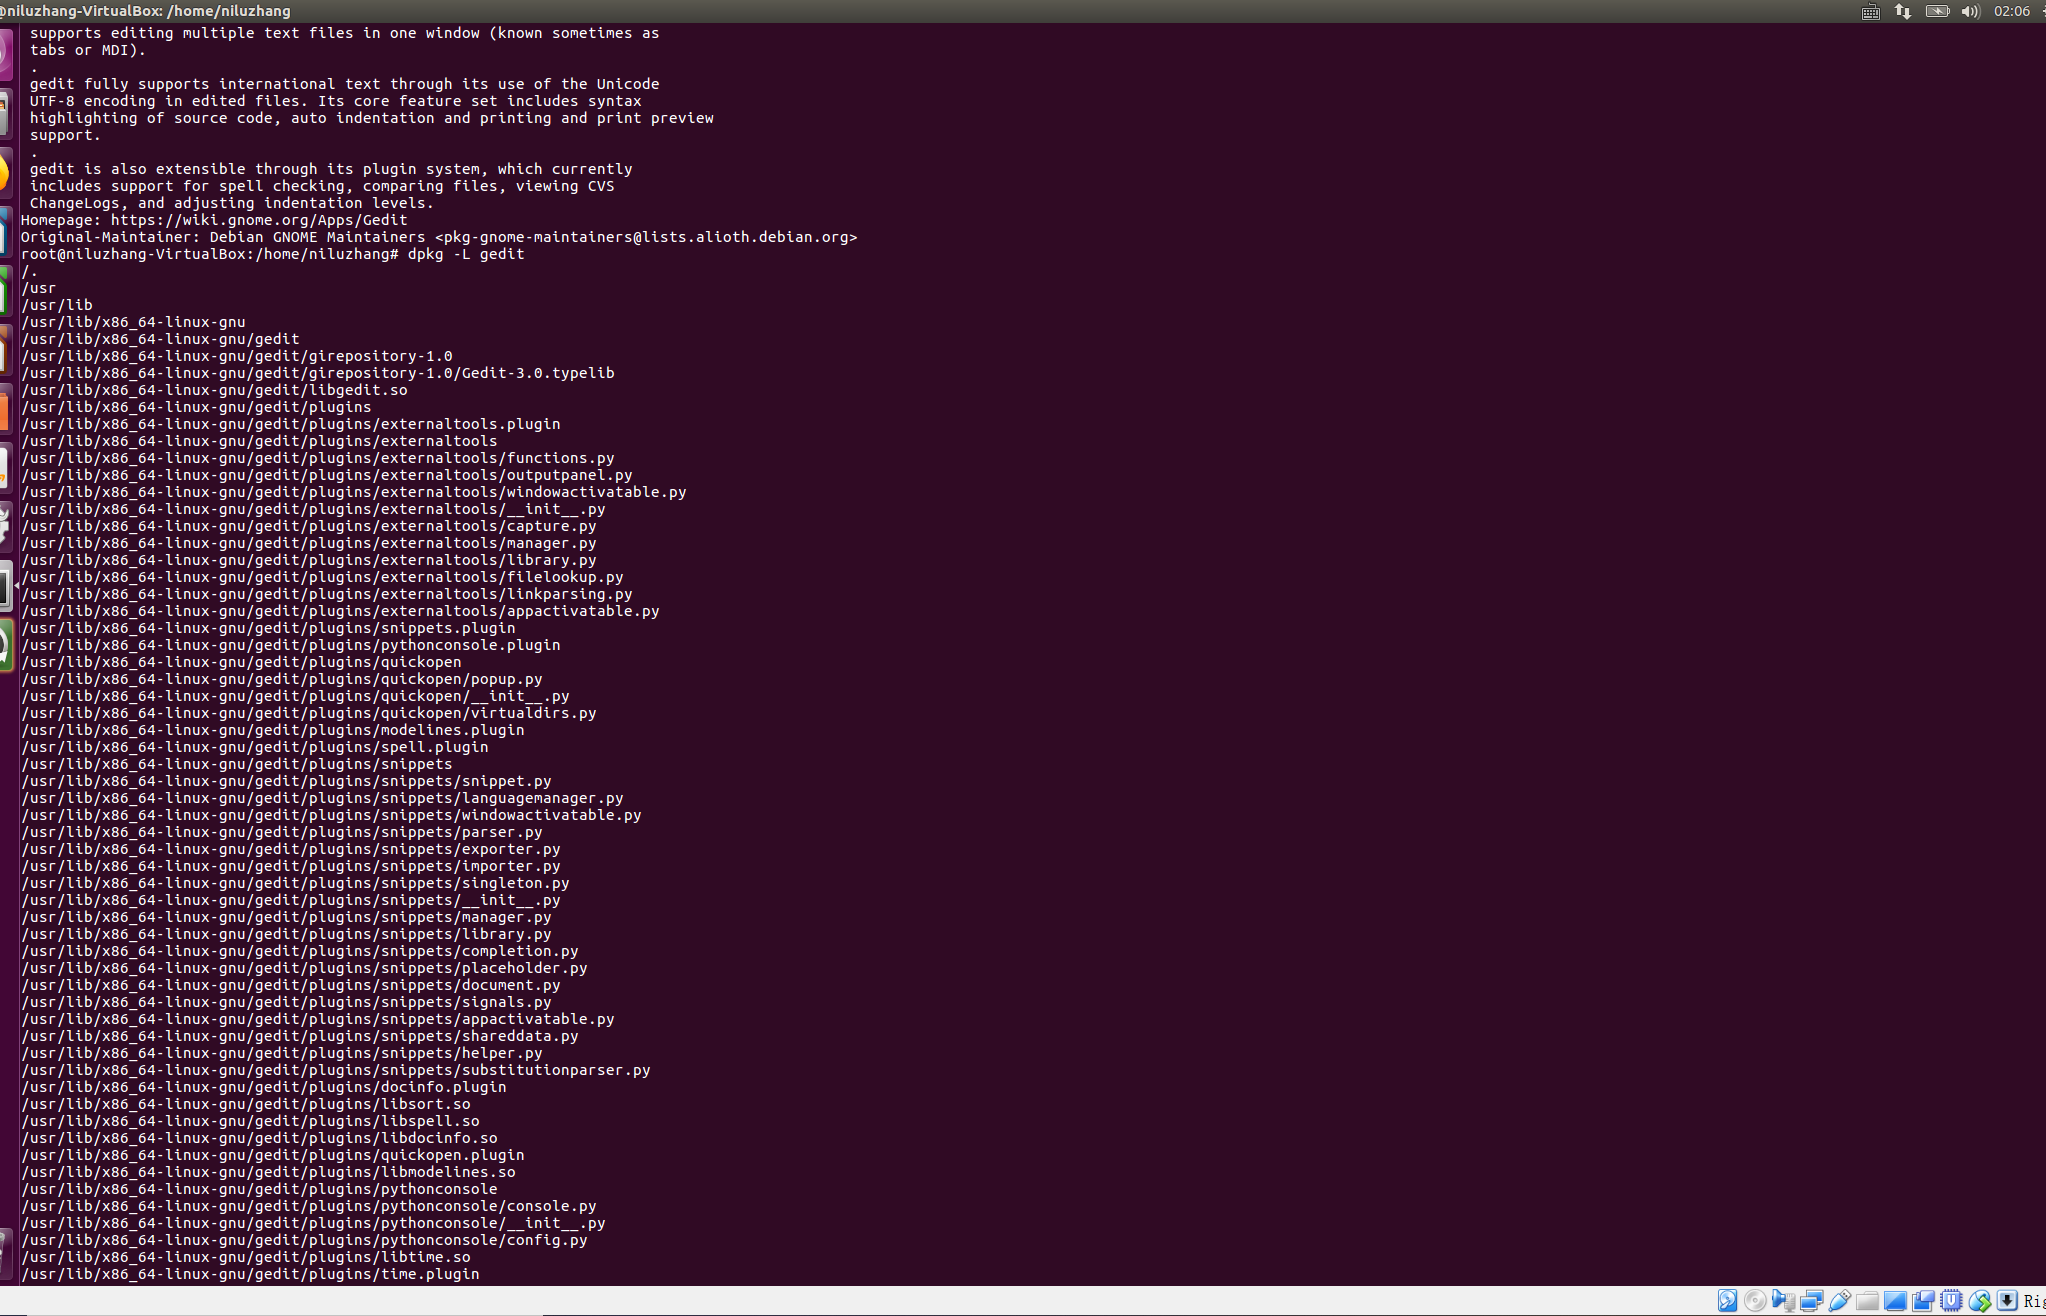 @niluzhang-VirtualBox: /home/niluzhang
02:06
supports editing multiple text files in one window (known sometimes as
tabs or MDI).
.
gedit fully supports international text through its use of the Unicode
UTF-8 encoding in edited files. Its core feature set includes syntax
highlighting of source code, auto indentation and printing and print preview
support.
.
gedit is also extensible through its plugin system, which currently
includes support for spell checking, comparing files, viewing CVS
ChangeLogs, and adjusting indentation levels.
Homepage: https://wiki.gnome.org/Apps/Gedit
Original-Maintainer: Debian GNOME Maintainers <pkg-gnome-maintainers@lists.alioth.debian.org>
root@niluzhang-VirtualBox:/home/niluzhang# dpkg -L gedit
/.
/usr
/usr/lib
/usr/lib/x86_64-linux-gnu
/usr/lib/x86_64-linux-gnu/gedit
/usr/lib/x86_64-linux-gnu/gedit/girepository-1.0
/usr/lib/x86_64-linux-gnu/gedit/girepository-1.0/Gedit-3.0.typelib
/usr/lib/x86_64-linux-gnu/gedit/libgedit.so
/usr/lib/x86_64-linux-gnu/gedit/plugins
/usr/lib/x86_64-linux-gnu/gedit/plugins/externaltools.plugin
/usr/lib/x86_64-linux-gnu/gedit/plugins/externaltools
/usr/lib/x86_64-linux-gnu/gedit/plugins/externaltools/functions.py
/usr/lib/x86_64-linux-gnu/gedit/plugins/externaltools/outputpanel.py
/usr/lib/x86_64-linux-gnu/gedit/plugins/externaltools/windowactivatable.py
/usr/lib/x86_64-linux-gnu/gedit/plugins/externaltools/__init__.py
/usr/lib/x86_64-linux-gnu/gedit/plugins/externaltools/capture.py
/usr/lib/x86_64-linux-gnu/gedit/plugins/externaltools/manager.py
/usr/lib/x86_64-linux-gnu/gedit/plugins/externaltools/library.py
/usr/lib/x86_64-linux-gnu/gedit/plugins/externaltools/filelookup.py
/usr/lib/x86_64-linux-gnu/gedit/plugins/externaltools/linkparsing.py
/usr/lib/x86_64-linux-gnu/gedit/plugins/externaltools/appactivatable.py
/usr/lib/x86_64-linux-gnu/gedit/plugins/snippets.plugin
/usr/lib/x86_64-linux-gnu/gedit/plugins/pythonconsole.plugin
/usr/lib/x86_64-linux-gnu/gedit/plugins/quickopen
/usr/lib/x86_64-linux-gnu/gedit/plugins/quickopen/popup.py
/usr/lib/x86_64-linux-gnu/gedit/plugins/quickopen/__init__.py
/usr/lib/x86_64-linux-gnu/gedit/plugins/quickopen/virtualdirs.py
/usr/lib/x86_64-linux-gnu/gedit/plugins/modelines.plugin
/usr/lib/x86_64-linux-gnu/gedit/plugins/spell.plugin
/usr/lib/x86_64-linux-gnu/gedit/plugins/snippets
/usr/lib/x86_64-linux-gnu/gedit/plugins/snippets/snippet.py
/usr/lib/x86_64-linux-gnu/gedit/plugins/snippets/languagemanager.py
/usr/lib/x86_64-linux-gnu/gedit/plugins/snippets/windowactivatable.py
/usr/lib/x86_64-linux-gnu/gedit/plugins/snippets/parser.py
/usr/lib/x86_64-linux-gnu/gedit/plugins/snippets/exporter.py
/usr/lib/x86_64-linux-gnu/gedit/plugins/snippets/importer.py
/usr/lib/x86_64-linux-gnu/gedit/plugins/snippets/singleton.py
/usr/lib/x86_64-linux-gnu/gedit/plugins/snippets/__init__.py
/usr/lib/x86_64-linux-gnu/gedit/plugins/snippets/manager.py
/usr/lib/x86_64-linux-gnu/gedit/plugins/snippets/library.py
/usr/lib/x86_64-linux-gnu/gedit/plugins/snippets/completion.py
/usr/lib/x86_64-linux-gnu/gedit/plugins/snippets/placeholder.py
/usr/lib/x86_64-linux-gnu/gedit/plugins/snippets/document.py
/usr/lib/x86_64-linux-gnu/gedit/plugins/snippets/signals.py
/usr/lib/x86_64-linux-gnu/gedit/plugins/snippets/appactivatable.py
/usr/lib/x86_64-linux-gnu/gedit/plugins/snippets/shareddata.py
/usr/lib/x86_64-linux-gnu/gedit/plugins/snippets/helper.py
/usr/lib/x86_64-linux-gnu/gedit/plugins/snippets/substitutionparser.py
/usr/lib/x86_64-linux-gnu/gedit/plugins/docinfo.plugin
/usr/lib/x86_64-linux-gnu/gedit/plugins/libsort.so
/usr/lib/x86_64-linux-gnu/gedit/plugins/libspell.so
/usr/lib/x86_64-linux-gnu/gedit/plugins/libdocinfo.so
/usr/lib/x86_64-linux-gnu/gedit/plugins/quickopen.plugin
/usr/lib/x86_64-linux-gnu/gedit/plugins/libmodelines.so
/usr/lib/x86_64-linux-gnu/gedit/plugins/pythonconsole
/usr/lib/x86_64-linux-gnu/gedit/plugins/pythonconsole/console.py
/usr/lib/x86_64-linux-gnu/gedit/plugins/pythonconsole/__init__.py
/usr/lib/x86_64-linux-gnu/gedit/plugins/pythonconsole/config.py
/usr/lib/x86_64-linux-gnu/gedit/plugins/libtime.so
/usr/lib/x86_64-linux-gnu/gedit/plugins/time.plugin